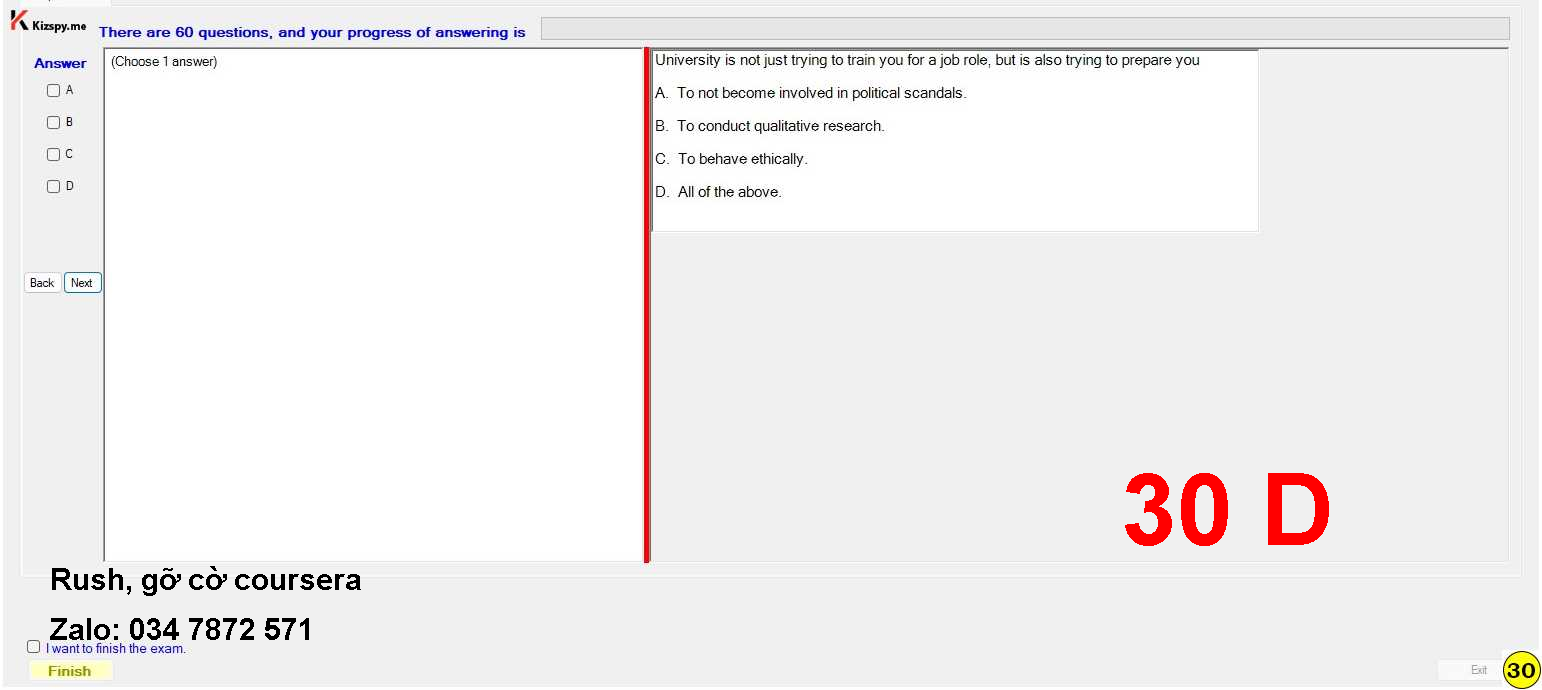 Kizspy.me
There are 60 questions, and your progress of answering is
Answer
(Choose 1 answer)
A
B
C
D
Back Next
University is not just trying to train you for a job role, but is also trying to prepare you
A. To not become involved in political scandals.
B. To conduct qualitative research.
C. To behave ethically.
D. All of the above.
30 D
Rush, gỡ cờ coursera
Zalo: 034 7872 571
I want to finish the exam.
Finish
Exit
30